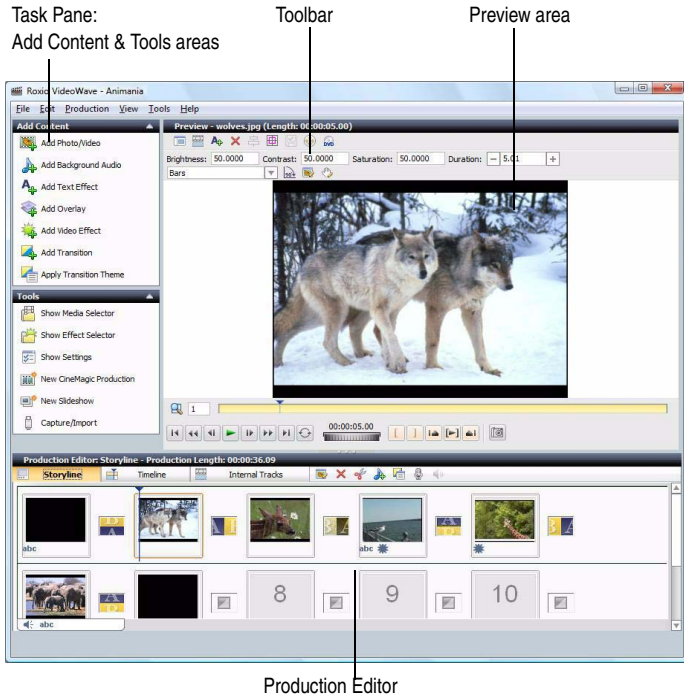 Task Pane:
Add Content & Tools areas
Toolbar
Preview area
Roxio VideoWave - Animania
File Edit Production View Tools Help
Add Content
Add Photo/Video
Add Background Audio
Add Text Effect
Add Overlay
Add Video Effect
Add Transition
Apply Transition Theme
Tools
Show Media Selector
Show Effect Selector
Show Settings
New CineMagic Production
New Slideshow
Capture/Import
Preview - wolves.jpg (Length: 00:00:05.00)
DVD
Brightness: 50.0000 Contrast: 50.0000 Saturation: 50.0000 Duration: 5.01
Bars
1
00:00:05.00
Production Editor: Storyline - Production Length: 00:00:36.09
Storyline Timeline Internal Tracks
abc
abc
8 9 10
abc
Production Editor